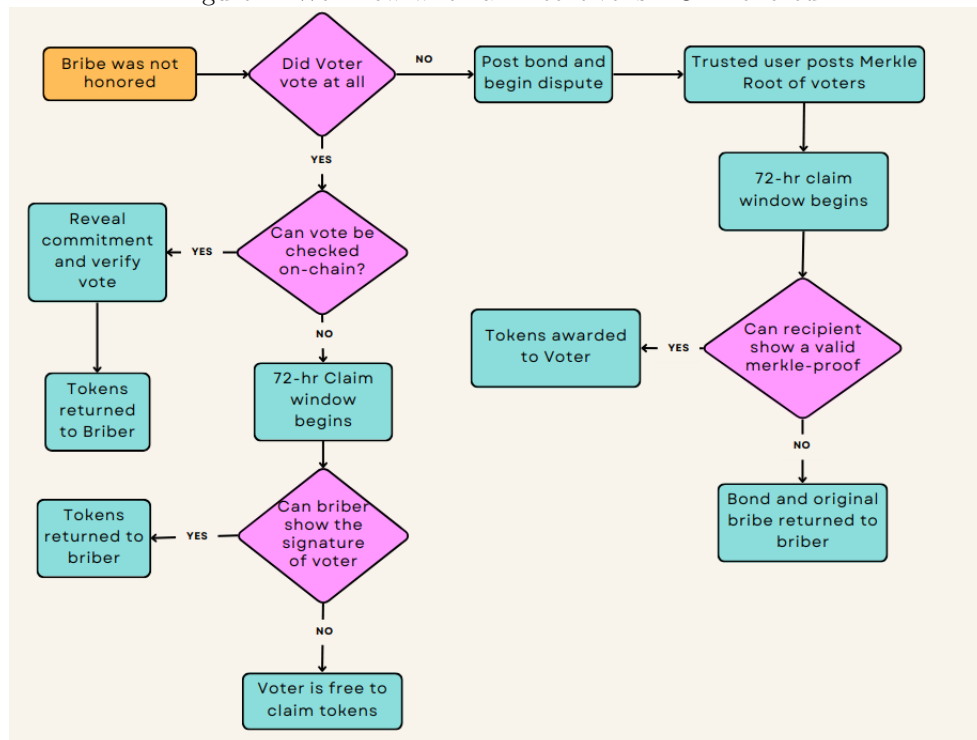 Bribe was not
honored
Did Voter
vote at all
NO
Post bond and
begin dispute
Trusted user posts Merkle
Root of voters
YES
72-hr claim
window begins
Reveal
commitment
and verify
vote
YES
Can vote be
checked
on-chain?
NO
Tokens awarded
to Voter
YES
Can recipient
show a valid
merkle-proof
Tokens
returned
to Briber
72-hr Claim
window
begins
NO
Bond and original
bribe returned to
briber
Tokens
returned to
briber
YES
Can briber
show the
signature
of voter
NO
Voter is free to
claim tokens